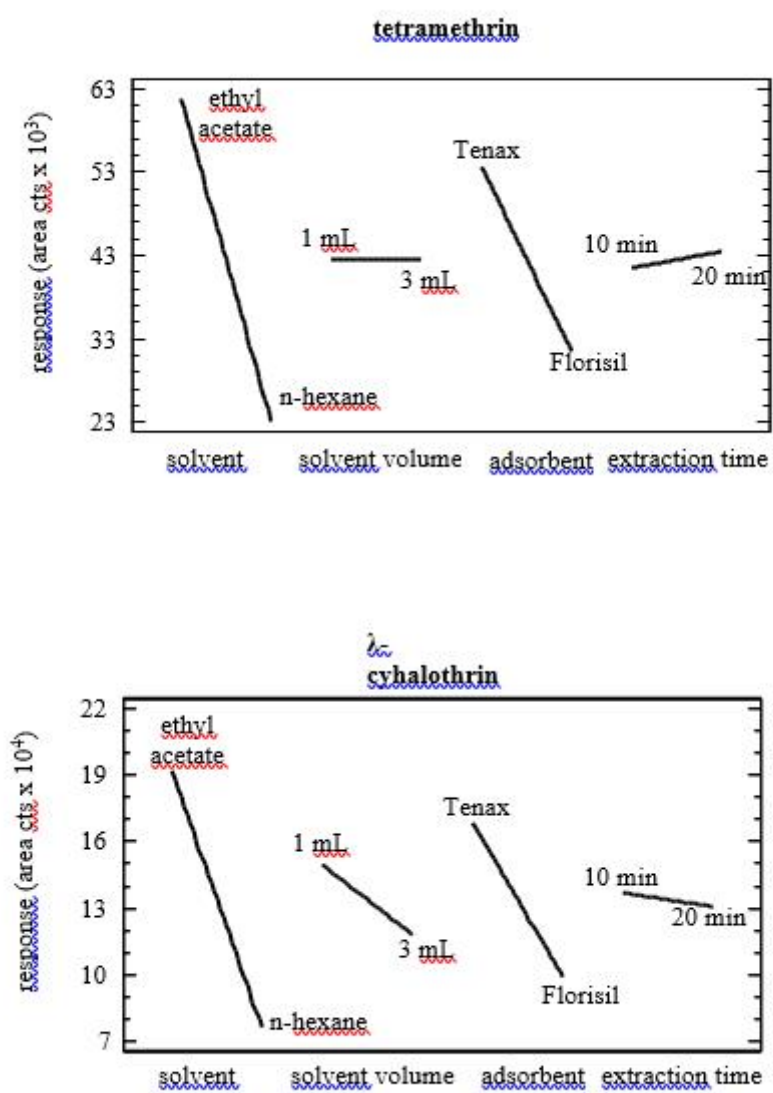 tetramethrin
response (area cts x 10³)
63
53
43
33
23
ethyl
acetate
n-hexane
1 mL
3 mL
Tenax
Florisil
10 min
20 min
solvent
solvent volume
adsorbent
extraction time
λ-
cyhalothrin
response (area cts x 10⁴)
22
19
16
13
10
7
ethyl
acetate
n-hexane
1 mL
3 mL
Tenax
Florisil
10 min
20 min
solvent
solvent volume
adsorbent
extraction time